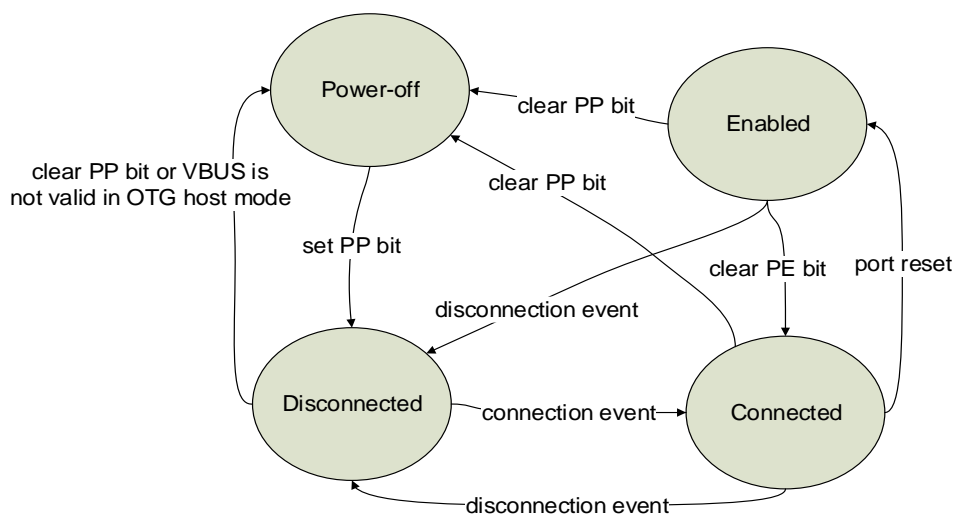 Power-off
clear PP bit
Enabled
clear PP bit or VBUS is
not valid in OTG host mode
clear PP bit
set PP bit
clear PE bit
port reset
disconnection event
Disconnected
connection event
Connected
disconnection event